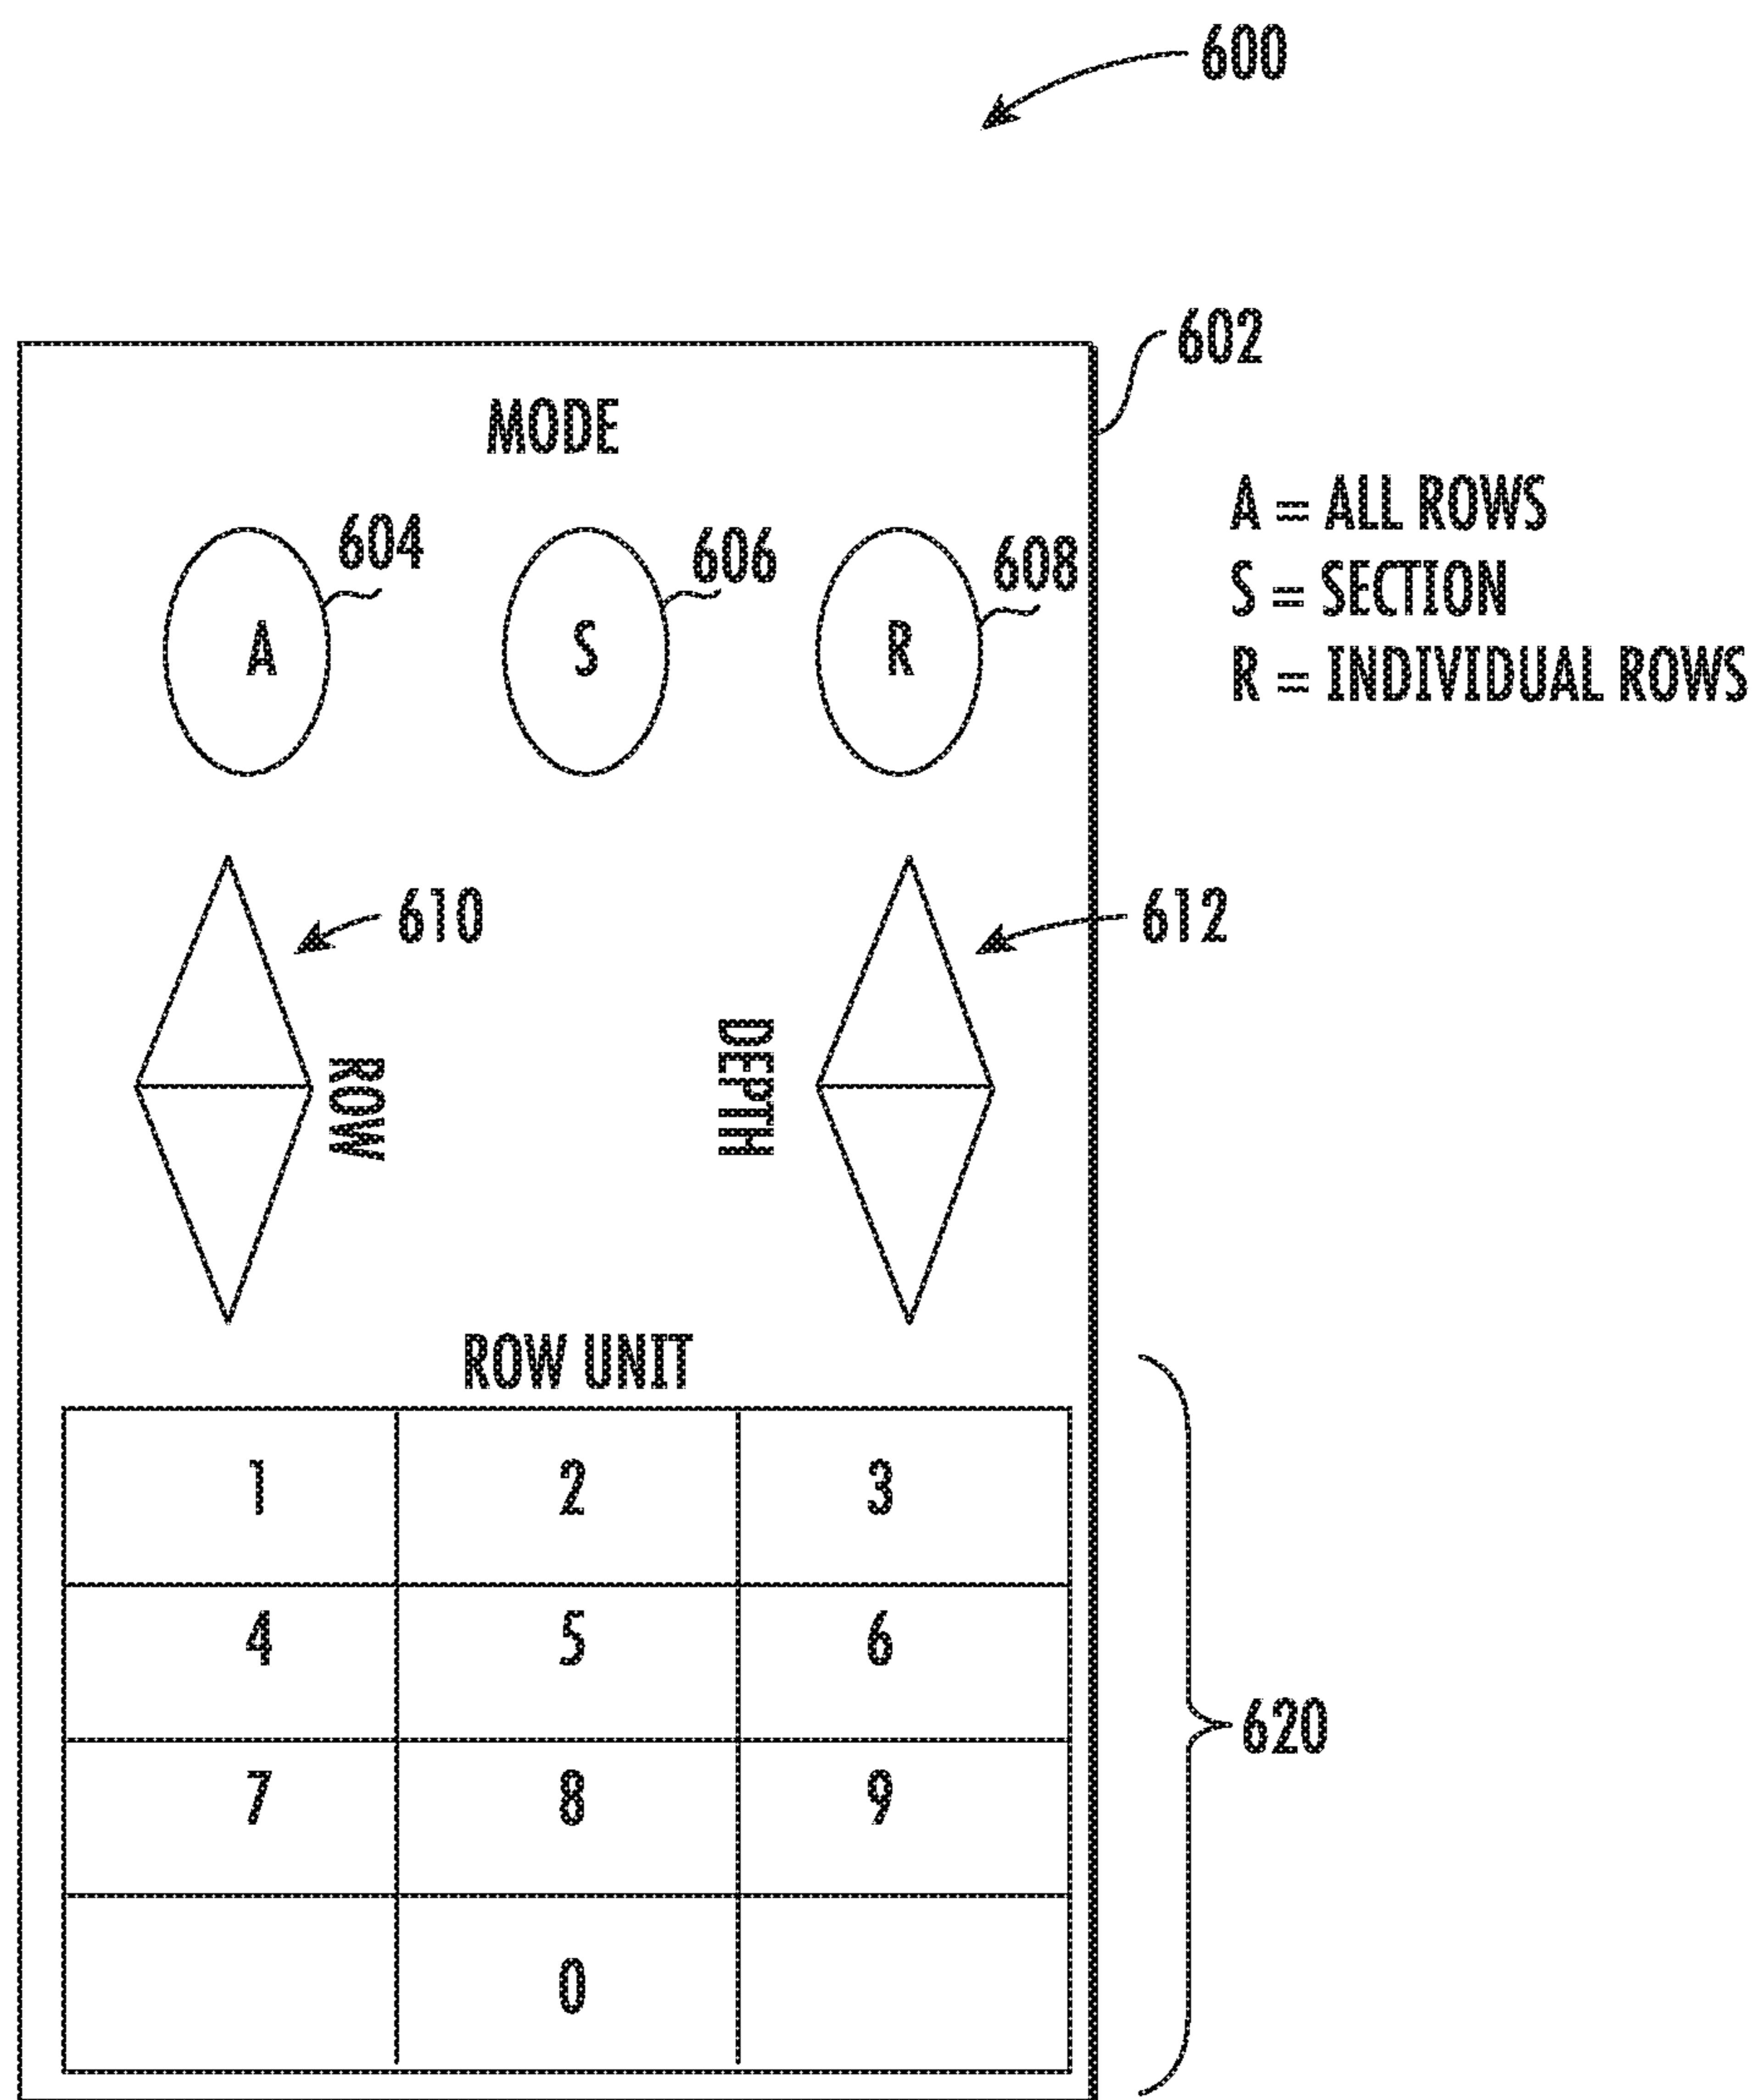 600
602
MODE
A = ALL ROWS
S = SECTION
R = INDIVIDUAL ROWS
604
606
608
A
S
R
610
612
ROW
DEPTH
ROW UNIT
1 2 3
4 5 6
7 8 9
0
620